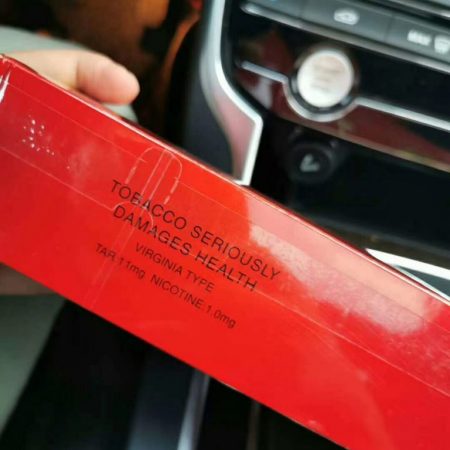 TOBACCO SERIOUSLY
DAMAGES HEALTH
VIRGINIA TYPE
TAR 11mg NICOTINE 1.0mg